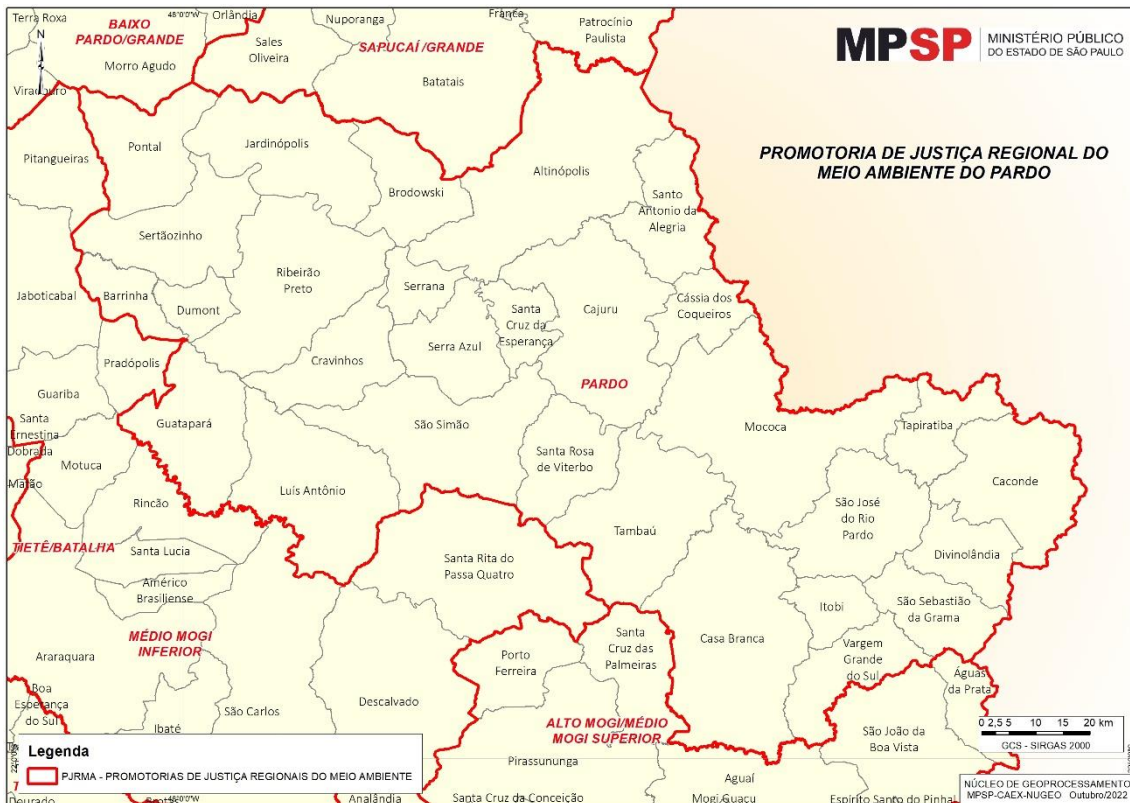 Terra Roxa
BAIXO
PARDO/GRANDE
48°0'0"W
Orlândia
Nuporanga
Franca
Patrocínio
Paulista
N
Morro Agudo
Sales
Oliveira
SAPUCAÍ/GRANDE
Batatais
MPSP
MINISTÉRIO PÚBLICO
DO ESTADO DE SÃO PAULO
Viradouro
PROMOTORIA DE JUSTIÇA REGIONAL DO
MEIO AMBIENTE DO PARDO
Pitangueiras
Pontal
Jardinópolis
Brodowski
Altinópolis
Santo
Antonio da
Alegria
Sertãozinho
Ribeirão
Preto
Serrana
Jaboticabal
Barrinha
Dumont
Santa
Cruz da
Esperança
Cajuru
Cássia dos
Coqueiros
Serra Azul
Cravinhos
Pradópolis
PARDO
Guariba
Guatapará
São Simão
Mococa
Tapiratiba
Santa
Ernestina
Dobrada
Motuca
Santa Rosa
de Viterbo
Caconde
Matão
Rincão
Luís Antônio
São José
do Rio
Pardo
Tambaú
TIETÊ/BATALHA
Santa Lucia
Santa Rita do
Passa Quatro
Divinolândia
Américo
Brasiliense
Itobi
São Sebastião
da Grama
MÉDIO MOGI
INFERIOR
Santa
Cruz das
Palmeiras
Casa Branca
Araraquara
Porto
Ferreira
Vargem
Grande
do Sul
Águas
da Prata
Boa
Esperança
do Sul
São Carlos
Descalvado
Ibaté
ALTO MOGI/MÉDIO
MOGI SUPERIOR
São João da
Boa Vista
0 2,5 5 10 15 20 km
GCS - SIRGAS 2000
Legenda
PJRMA - PROMOTORIAS DE JUSTIÇA REGIONAIS DO MEIO AMBIENTE
Pirassununga
Aguaí
Dourado
Brotas
48°0'0"W
Analândia
Santa Cruz da Conceição
Mogi Guaçu
Espírito Santo do Pinhal
NÚCLEO DE GEOPROCESSAMENTO
MPSP-CAEX-NUGEO Outubro/2022